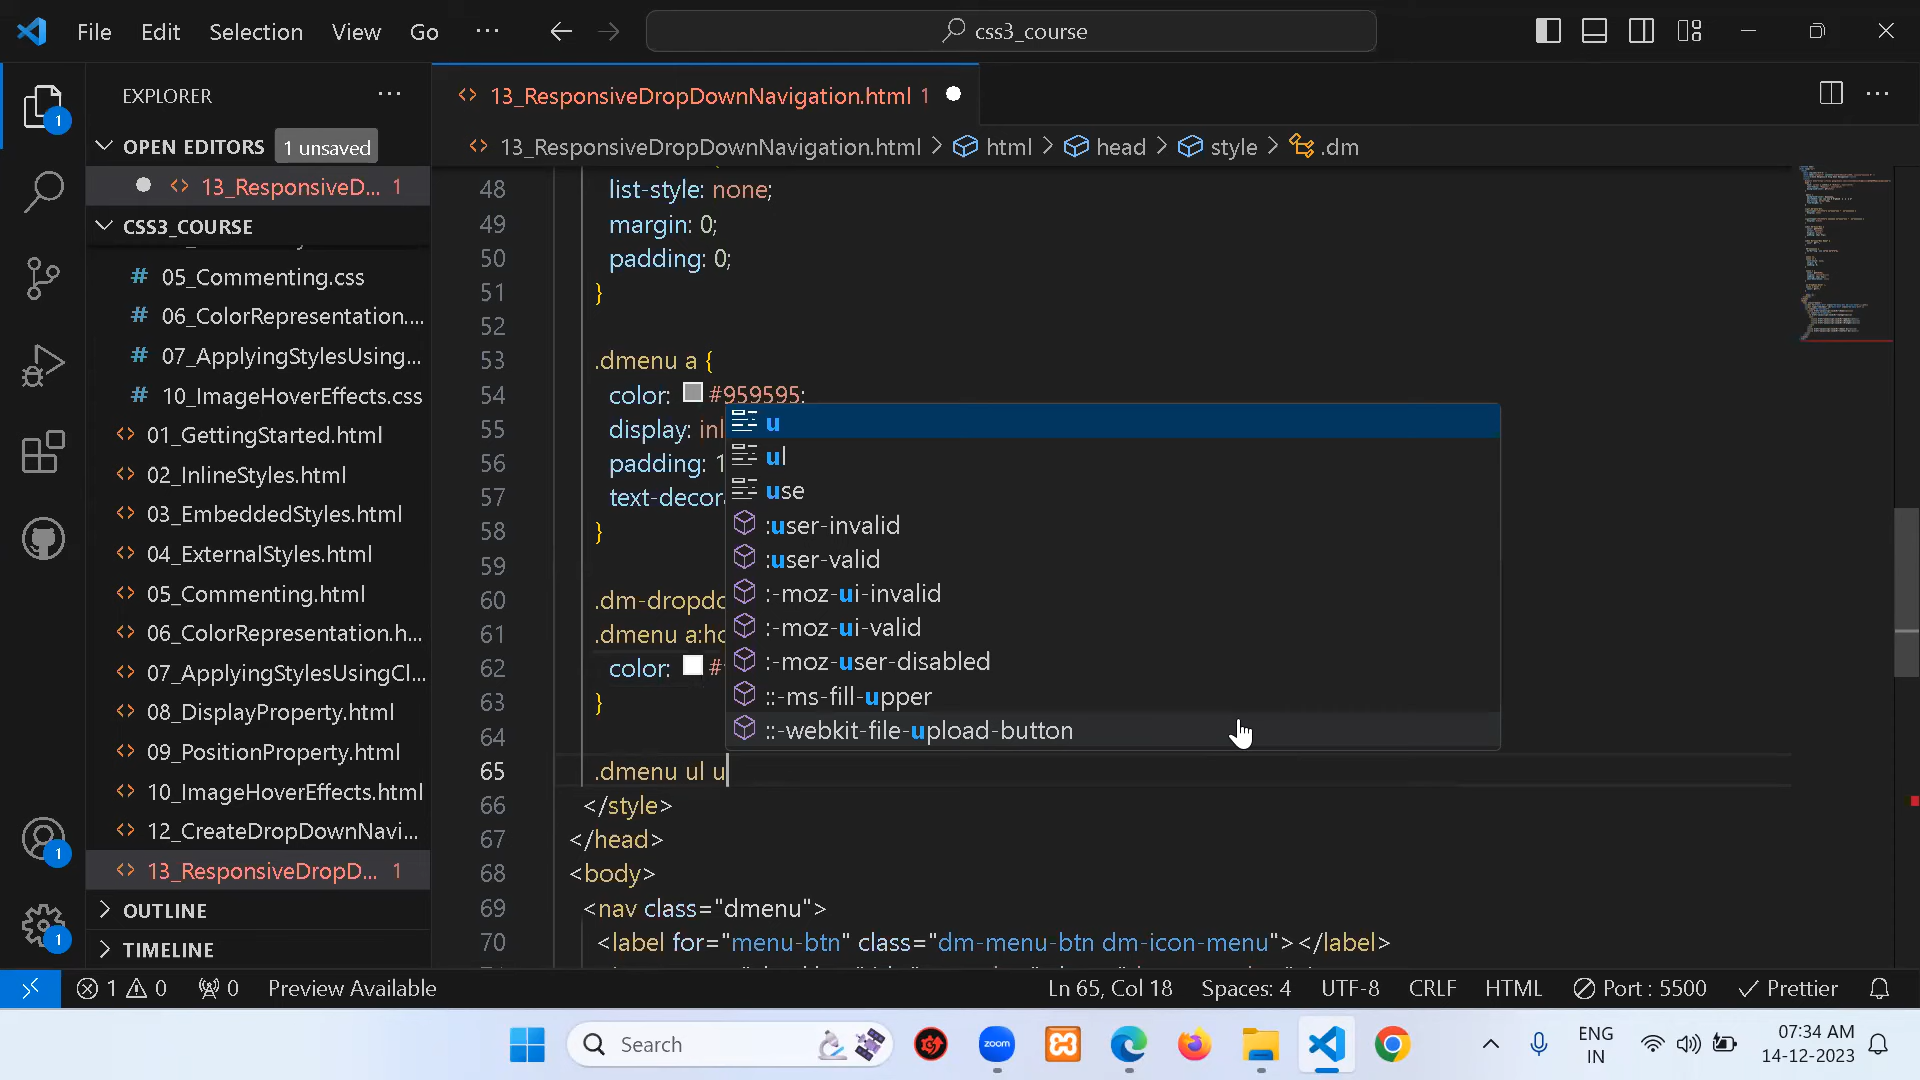 File Edit Selection View Go ··· css3_course
EXPLORER ···
OPEN EDITORS 1 unsaved
13_ResponsiveD... 1
CSS3_COURSE
05_Commenting.css
06_ColorRepresentation....
07_ApplyingStylesUsing...
10_ImageHoverEffects.css
01_GettingStarted.html
02_InlineStyles.html
03_EmbeddedStyles.html
04_ExternalStyles.html
05_Commenting.html
06_ColorRepresentation.h...
07_ApplyingStylesUsingCl...
08_DisplayProperty.html
09_PositionProperty.html
10_ImageHoverEffects.html
12_CreateDropDownNavi...
13_ResponsiveDropD... 1
OUTLINE
TIMELINE
13_ResponsiveDropDownNavigation.html 1
13_ResponsiveDropDownNavigation.html > html > head > style > .dm
48 list-style: none;
49 margin: 0;
50 padding: 0;
51 }
52
53 .dmenu a {
54 color: #959595;
55 display: inl
56 padding: 1
57 text-decor
58 }
59
60 .dm-dropdo
61 .dmenu a:ho
62 color: #
63 }
64
65 .dmenu ul u
66 </style>
67 </head>
68 <body>
69 <nav class="dmenu">
70 <label for="menu-btn" class="dm-menu-btn dm-icon-menu"></label>
u
ul
use
:user-invalid
:user-valid
:-moz-ui-invalid
:-moz-ui-valid
:-moz-user-disabled
::-ms-fill-upper
::-webkit-file-upload-button
1 0 0 Preview Available Ln 65, Col 18 Spaces: 4 UTF-8 CRLF HTML Port : 5500 Prettier
Search zoom ENG IN 07:34 AM 14-12-2023
1
1
1